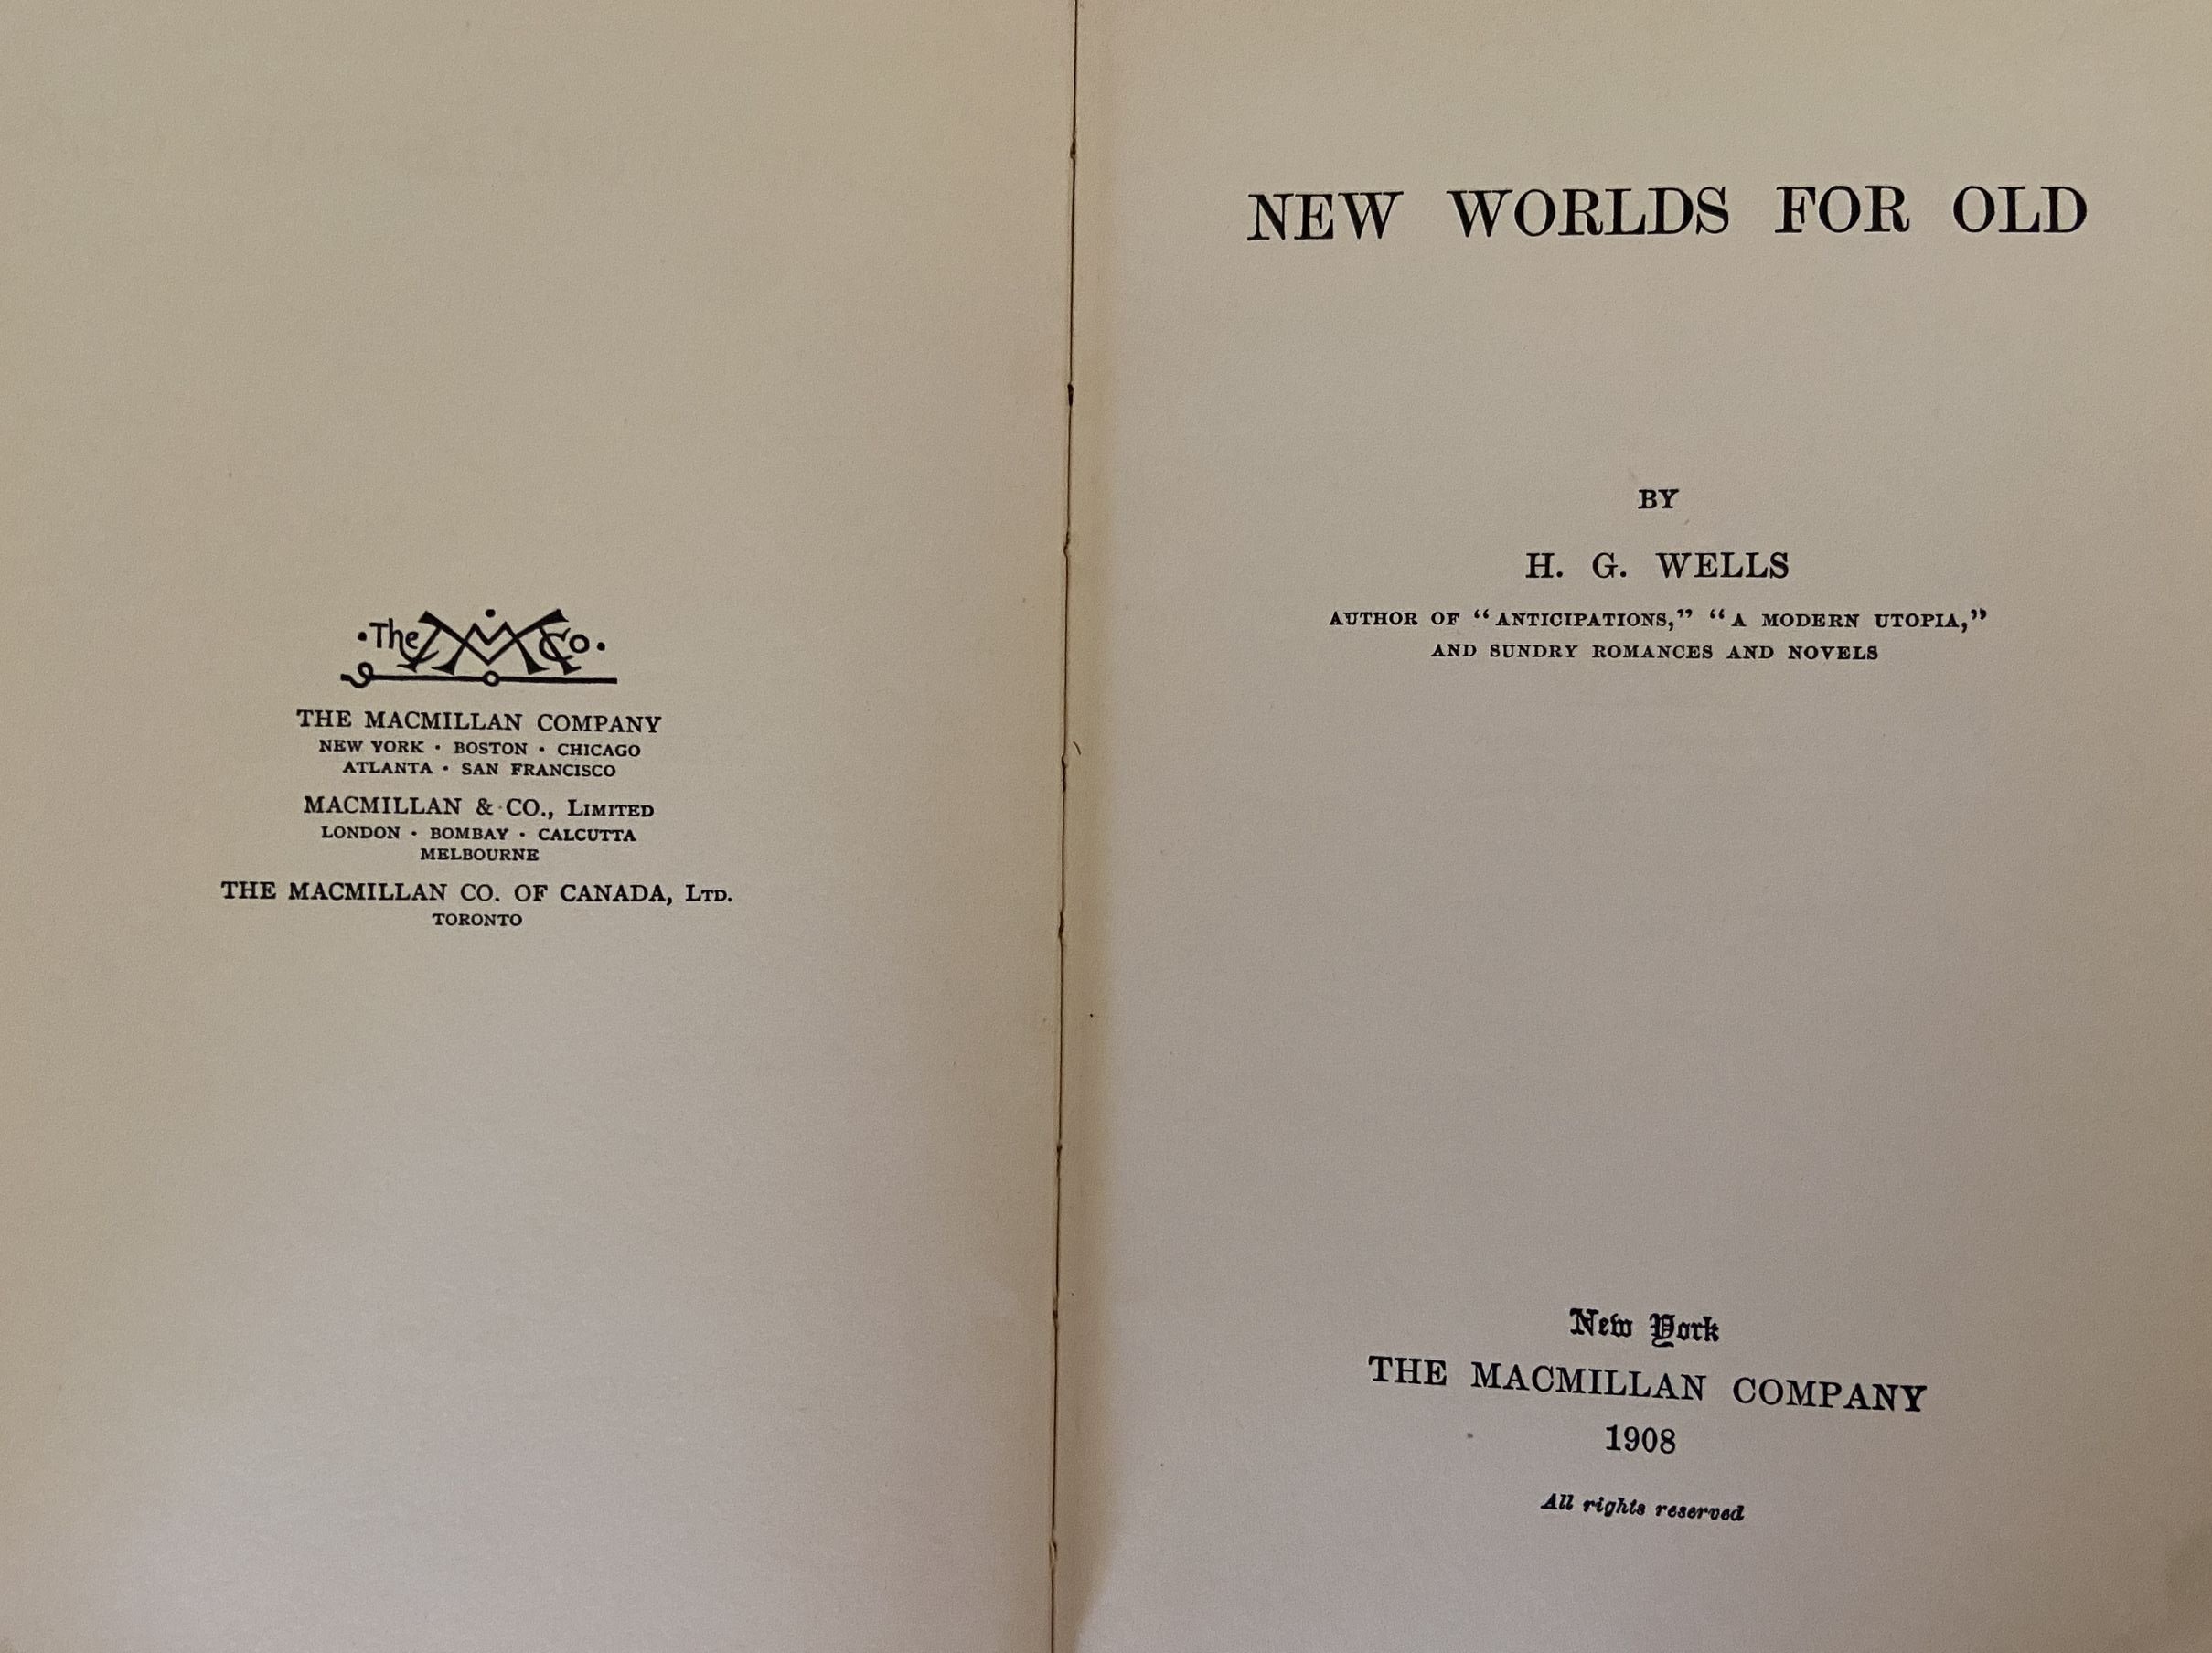 ·The M Co.
THE MACMILLAN COMPANY
NEW YORK · BOSTON · CHICAGO
ATLANTA · SAN FRANCISCO
MACMILLAN & CO., LIMITED
LONDON · BOMBAY · CALCUTTA
MELBOURNE
THE MACMILLAN CO. OF CANADA, LTD.
TORONTO
NEW WORLDS FOR OLD
BY
H. G. WELLS
AUTHOR OF “ANTICIPATIONS,” “A MODERN UTOPIA,”
AND SUNDRY ROMANCES AND NOVELS
New York
THE MACMILLAN COMPANY
1908
All rights reserved